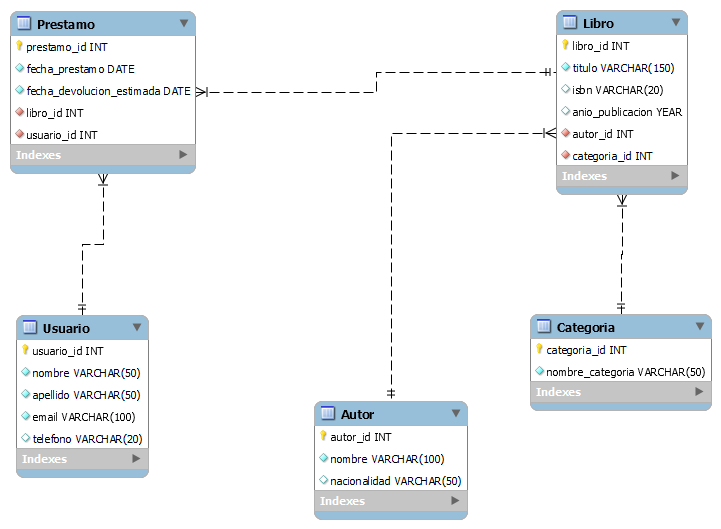 Prestamo
prestamo_id INT
fecha_prestamo DATE
fecha_devolucion_estimada DATE
libro_id INT
usuario_id INT
Indexes
Libro
libro_id INT
titulo VARCHAR(150)
isbn VARCHAR(20)
anio_publicacion YEAR
autor_id INT
categoria_id INT
Indexes
Usuario
usuario_id INT
nombre VARCHAR(50)
apellido VARCHAR(50)
email VARCHAR(100)
telefono VARCHAR(20)
Indexes
Autor
autor_id INT
nombre VARCHAR(100)
nacionalidad VARCHAR(50)
Indexes
Categoria
categoria_id INT
nombre_categoria VARCHAR(50)
Indexes